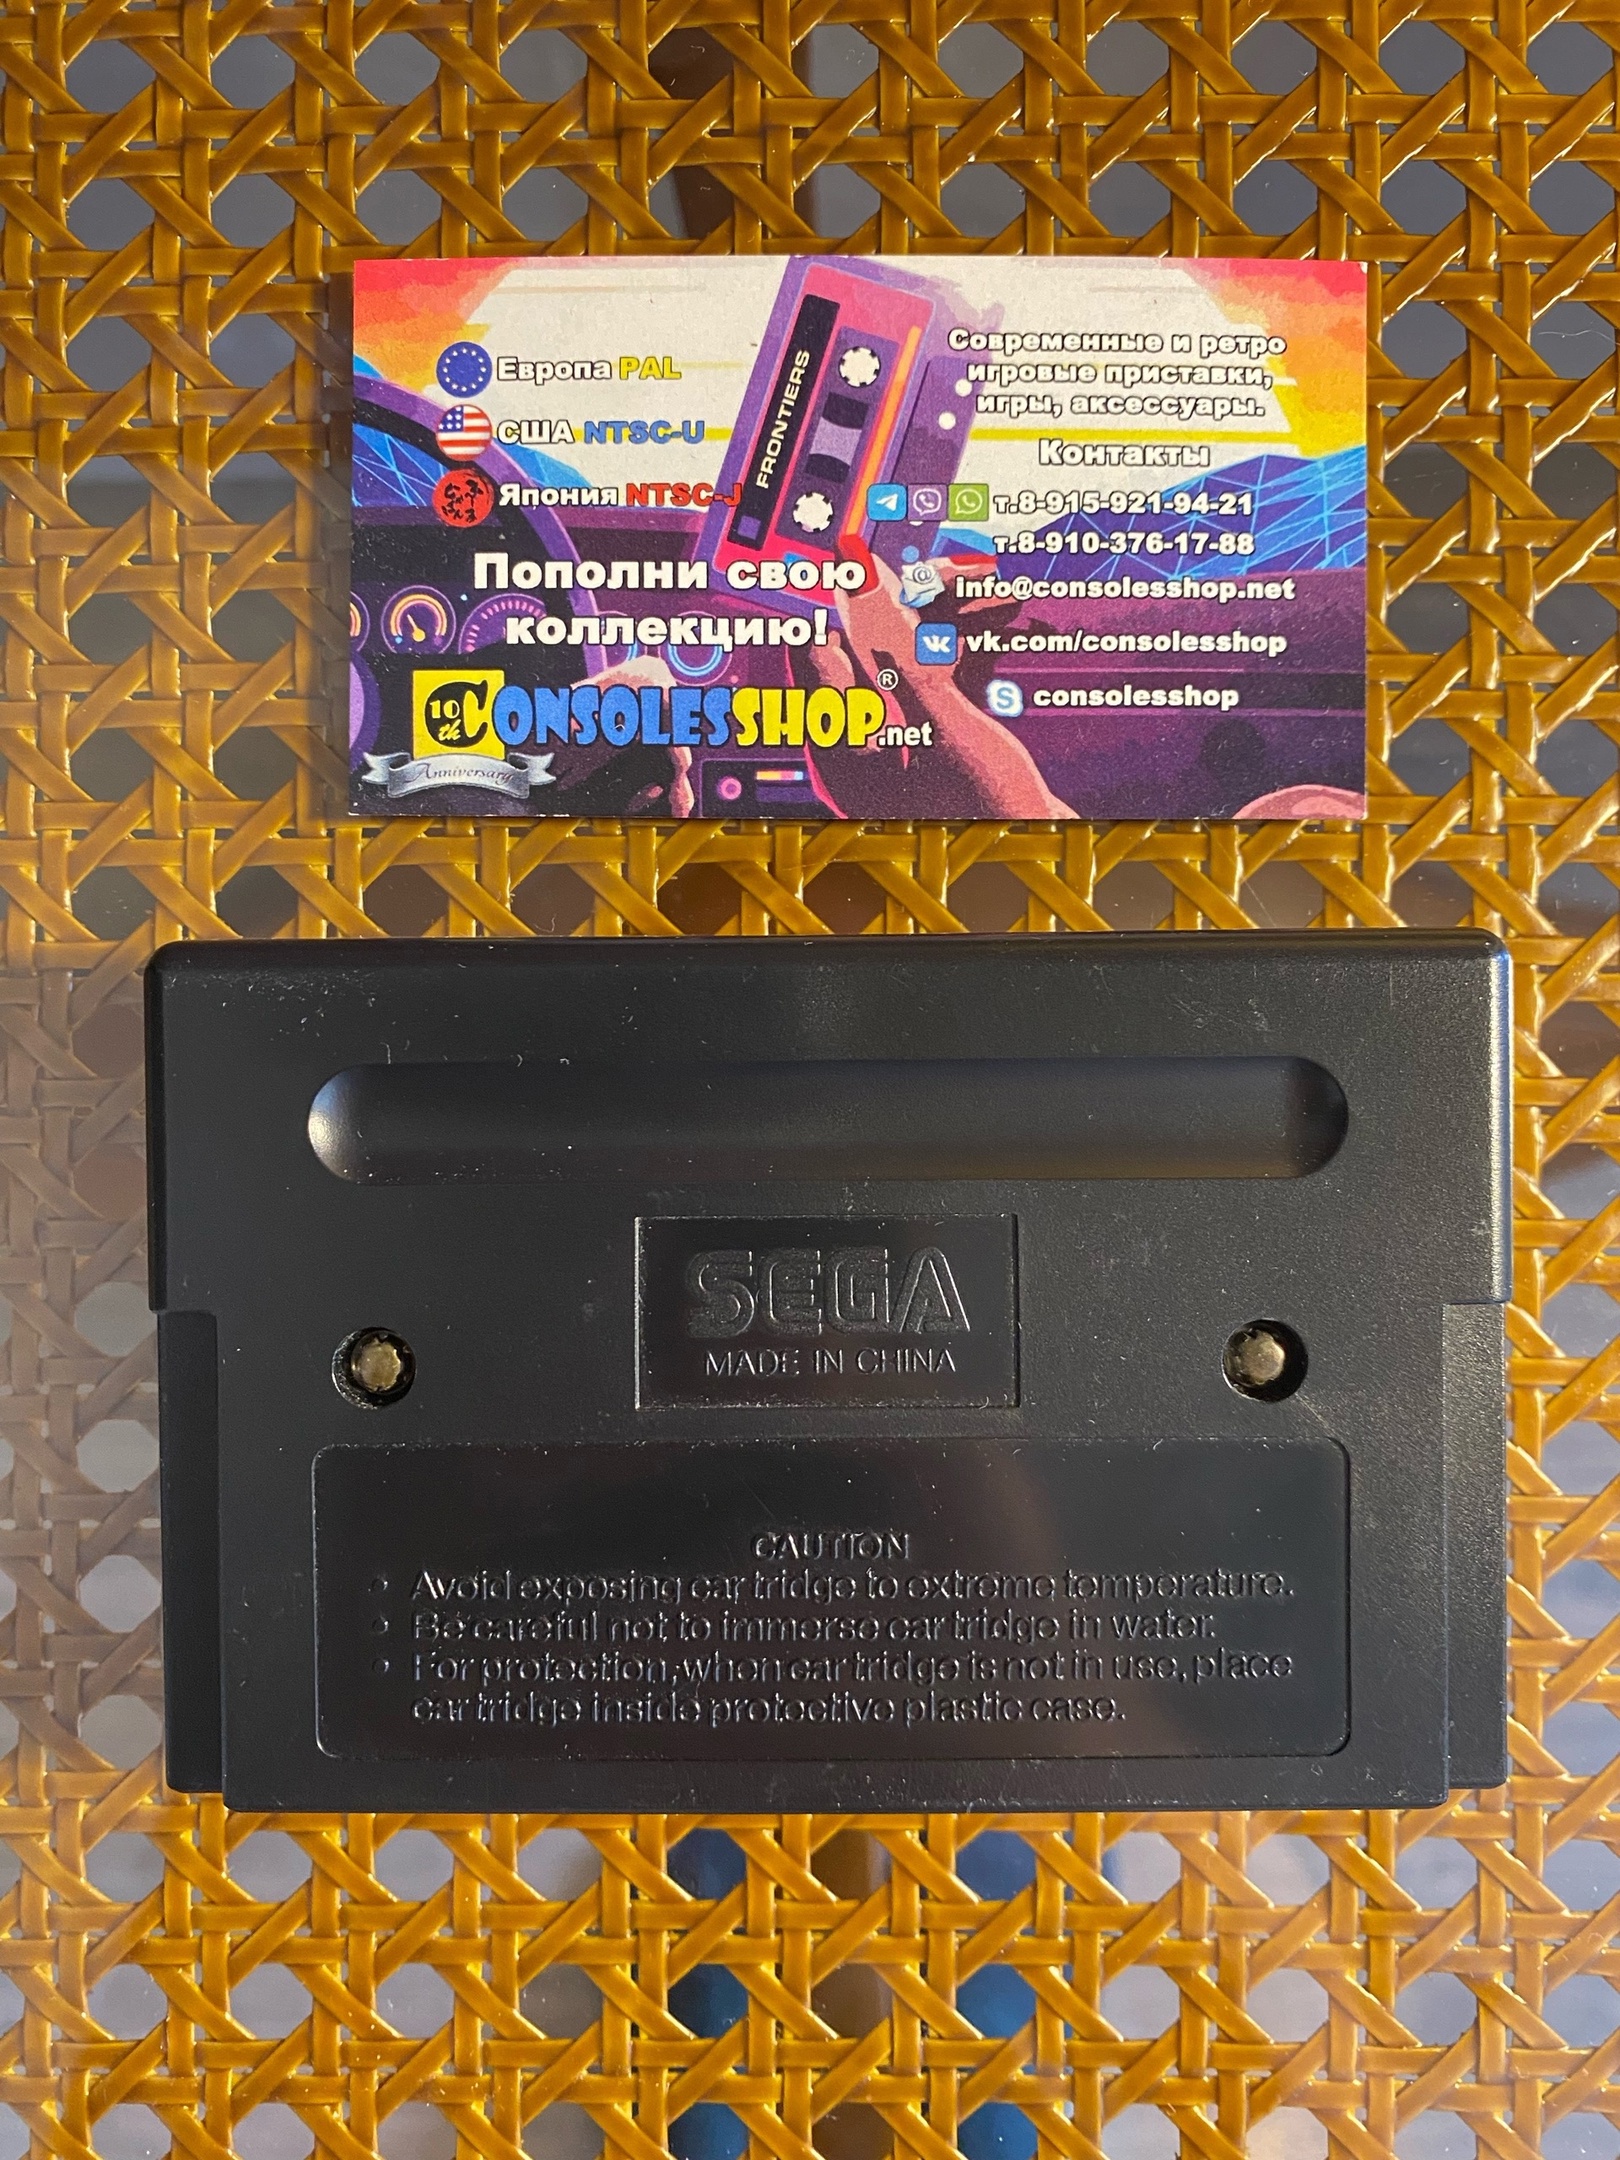 Европа PAL
США NTSC-U
Япония NTSC-J
FRONTIERS
Пополни свою
коллекцию!
10
th
Anniversary
CONSOLESSHOP®.net
Современные и ретро
игровые приставки,
игры, аксессуары.
Контакты
т.8-915-921-94-21
т.8-910-376-17-88
info@consolesshop.net
vk.com/consolesshop
consolesshop
SEGA
MADE IN CHINA
CAUTION
• Avoid exposing car tridge to extreme temperature.
• Be careful not to immerse car tridge in water.
• For protection, when car tridge is not in use, place
car tridge inside protective plastic case.